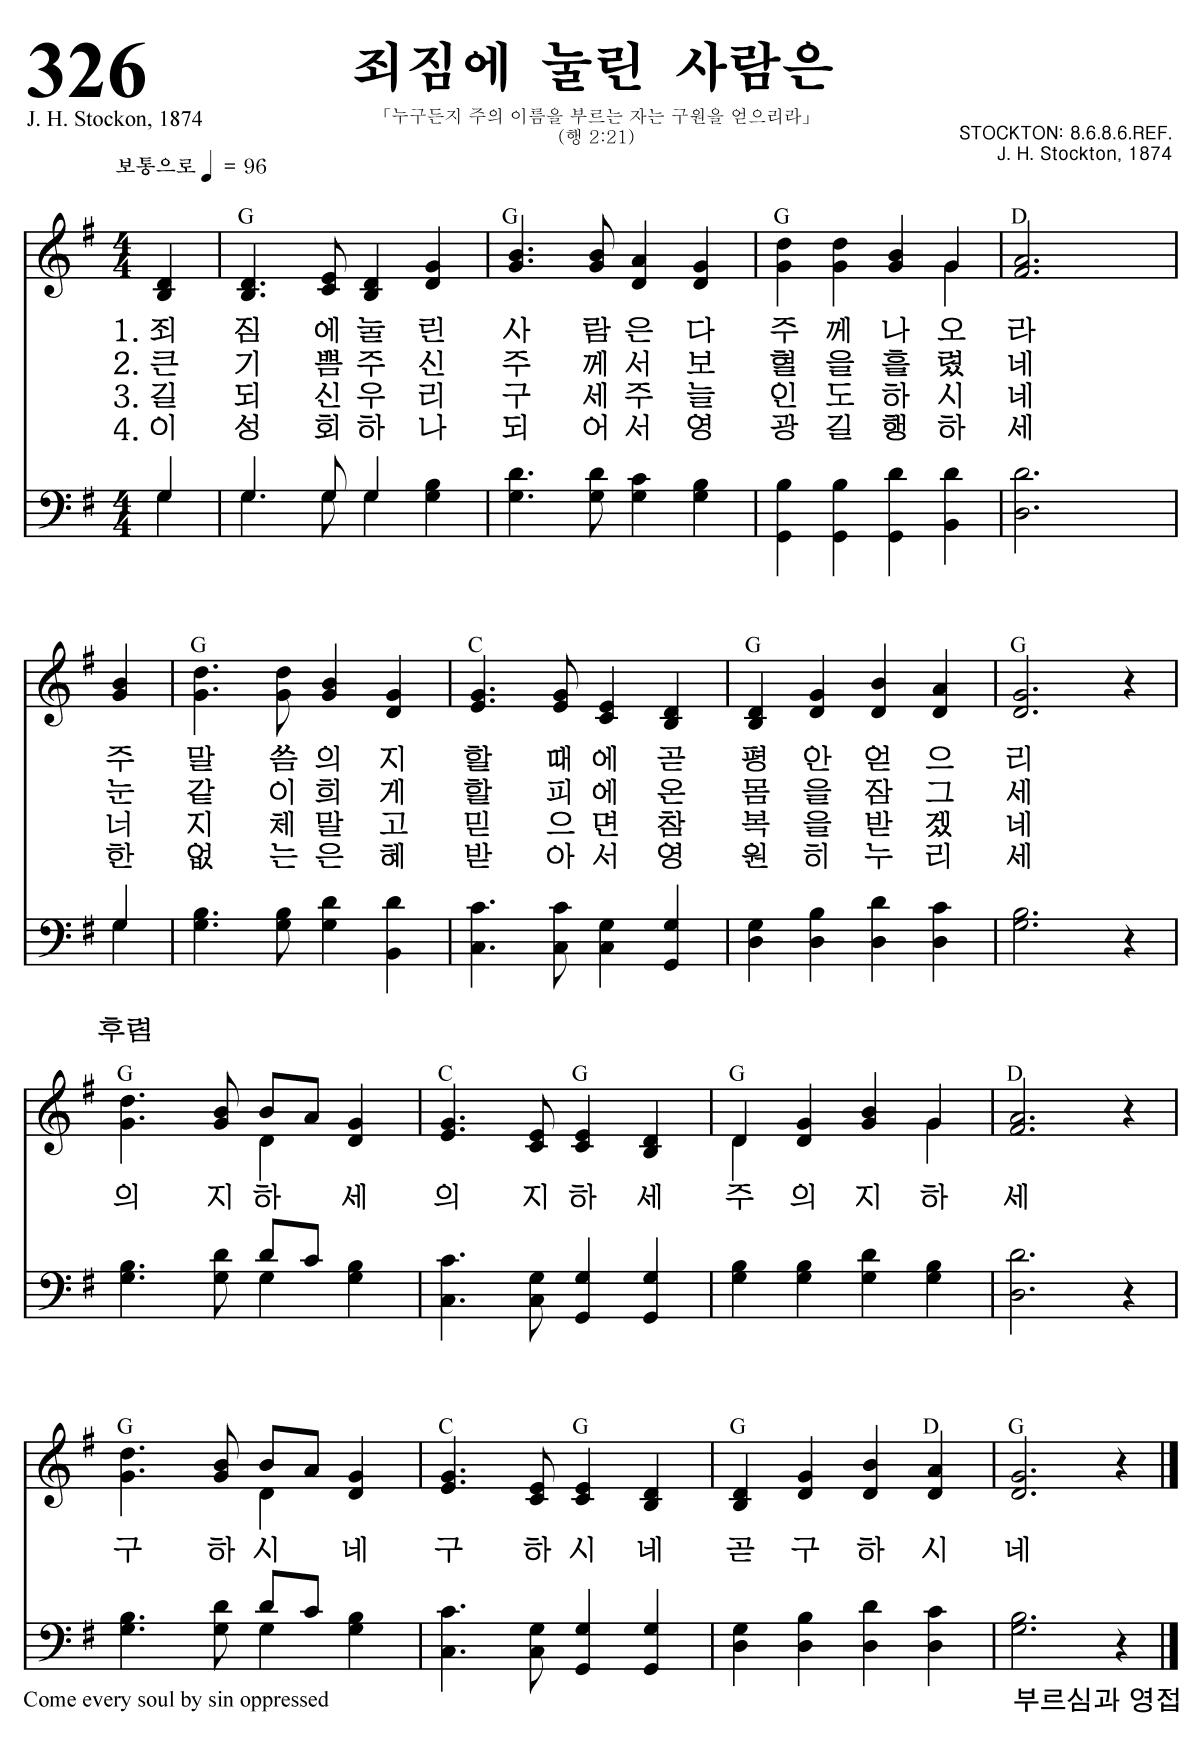 326
죄짐에 눌린 사람은
J. H. Stockon, 1874
「누구든지 주의 이름을 부르는 자는 구원을 얻으리라」
(행 2:21)
STOCKTON: 8.6.8.6.REF.
J. H. Stockton, 1874
보통으로 ♩ = 96
G G G D
4 4
1. 죄 짐 에 눌 린 사 람 은 다 주 께 나 오 라
2. 큰 기 쁨 주 신 주 께 서 보 혈 을 흘 렸 네
3. 길 되 신 우 리 구 세 주 늘 인 도 하 시 네
4. 이 성 회 하 나 되 어 서 영 광 길 행 하 세
4 4
G C G G
주 말 씀 의 지 할 때 에 곧 평 안 얻 으 리
눈 같 이 희 게 할 피 에 온 몸 을 잠 그 세
너 지 체 말 고 믿 으 면 참 복 을 받 겠 네
한 없 는 은 혜 받 아 서 영 원 히 누 리 세
후렴
G C G G D
의 지 하 세 의 지 하 세 주 의 지 하 세
G C G G D G
구 하 시 네 구 하 시 네 곧 구 하 시 네
Come every soul by sin oppressed
부르심과 영접